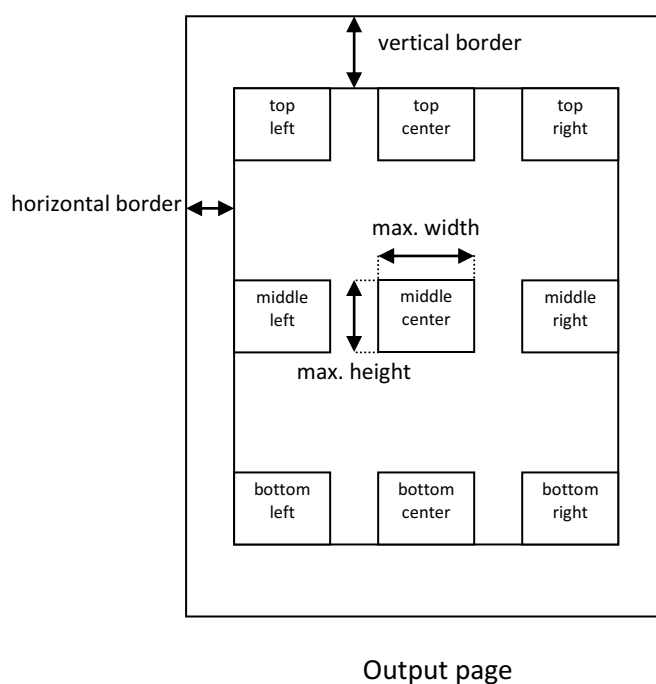 vertical border
top
left
top
center
top
right
horizontal border
max. width
middle
left
middle
center
middle
right
max. height
bottom
left
bottom
center
bottom
right
Output page